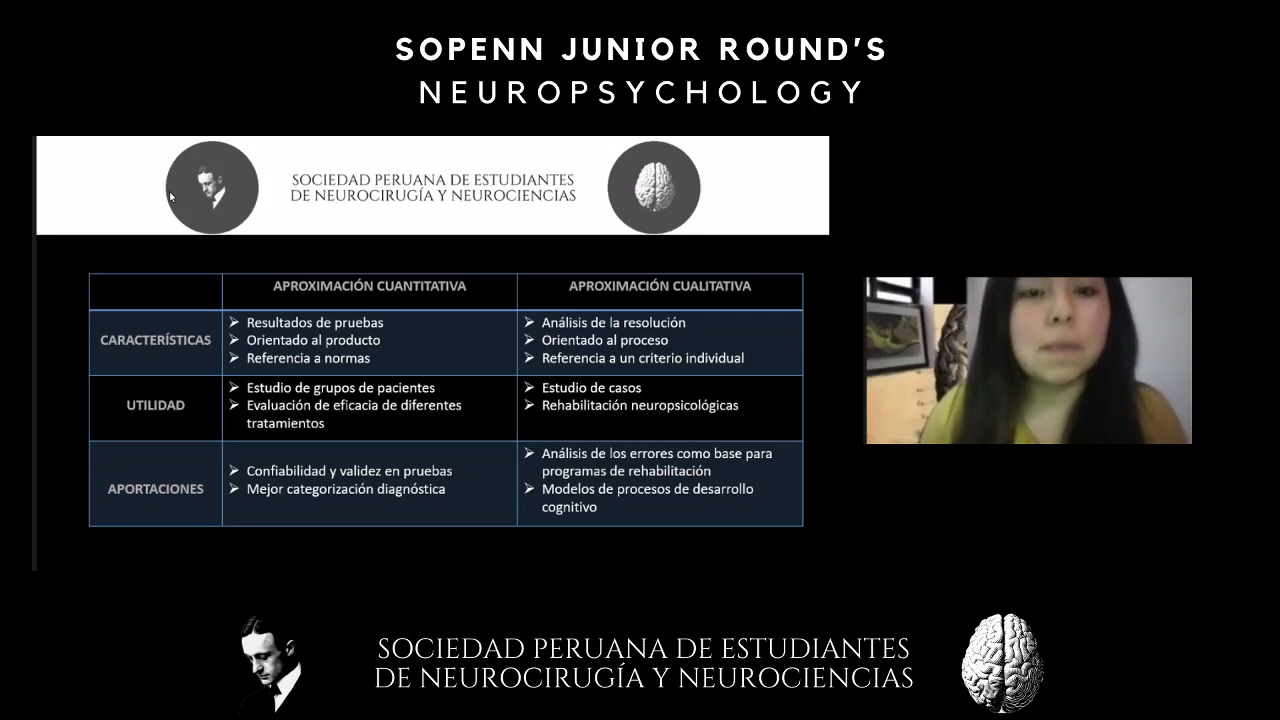 SOPENN JUNIOR ROUND'S
NEUROPSYCHOLOGY
SOCIEDAD PERUANA DE ESTUDIANTES
DE NEUROCIRUGÍA Y NEUROCIENCIAS
APROXIMACIÓN CUANTITATIVA
APROXIMACIÓN CUALITATIVA
CARACTERÍSTICAS
Resultados de pruebas
Orientado al producto
Referencia a normas
Análisis de la resolución
Orientado al proceso
Referencia a un criterio individual
UTILIDAD
Estudio de grupos de pacientes
Evaluación de eficacia de diferentes
tratamientos
Estudio de casos
Rehabilitación neuropsicológicas
APORTACIONES
Confiabilidad y validez en pruebas
Mejor categorización diagnóstica
Análisis de los errores como base para
programas de rehabilitación
Modelos de procesos de desarrollo
cognitivo
SOCIEDAD PERUANA DE ESTUDIANTES
DE NEUROCIRUGÍA Y NEUROCIENCIAS